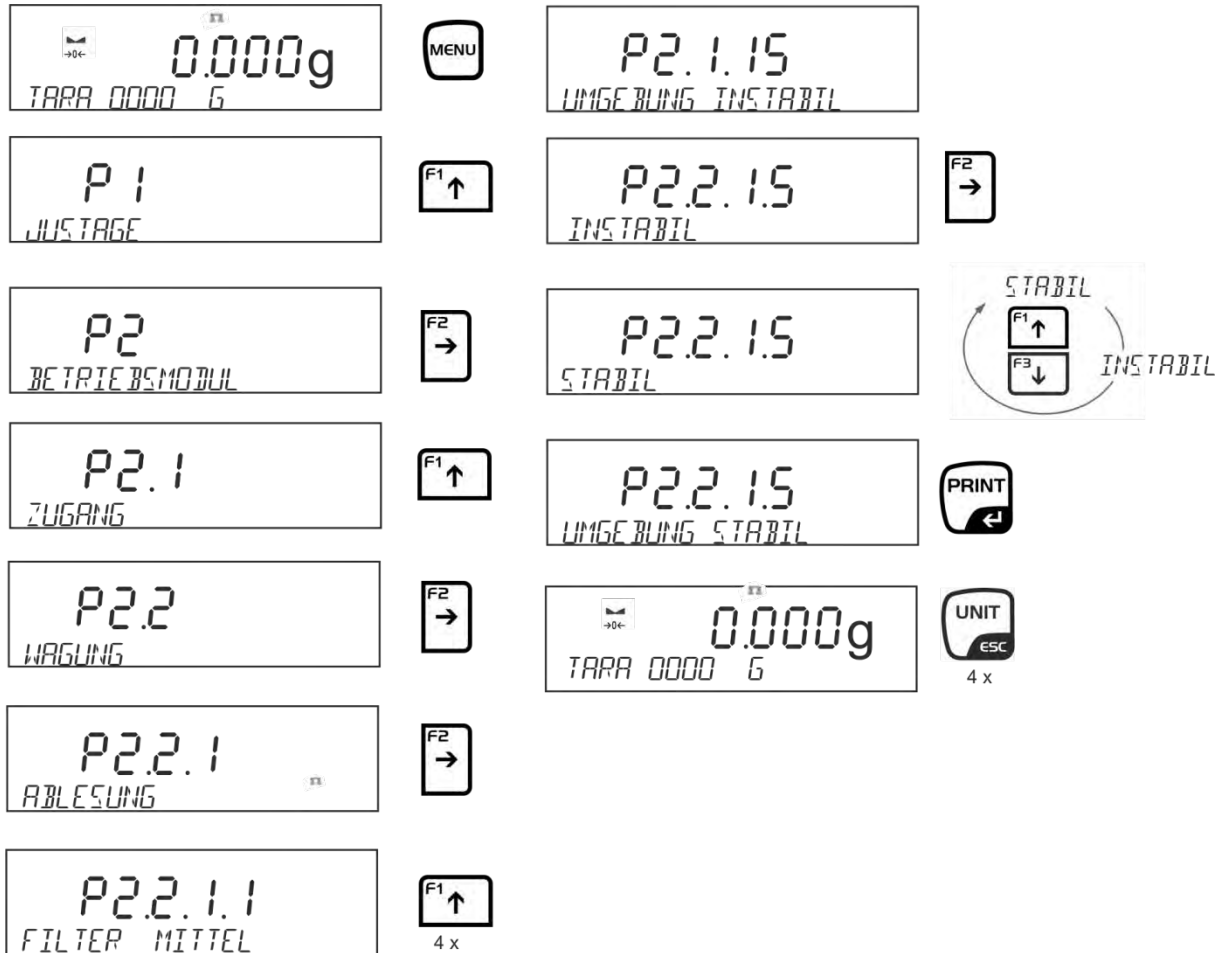 →0← 0.000g
TARA 0000 G
MENU
P1
JUSTAGE
F1 ↑
P2
BETRIEBSMODUL
F2 →
P2.1
ZUGANG
F1 ↑
P2.2
WAGUNG
F2 →
P2.2.1
ABLESUNG
F2 →
P2.2.1.1
FILTER MITTEL
F1 ↑
4 x
P2.1.1S
UMGEBUNG INSTABIL
P2.2.1.5
INSTABIL
F2 →
P2.2.1.5
STABIL
STABIL
F1 ↑
F3 ↓
INSTABIL
P2.2.1.5
UMGEBUNG STABIL
PRINT
→0← 0.000g
TARA 0000 G
UNIT
ESC
4 x